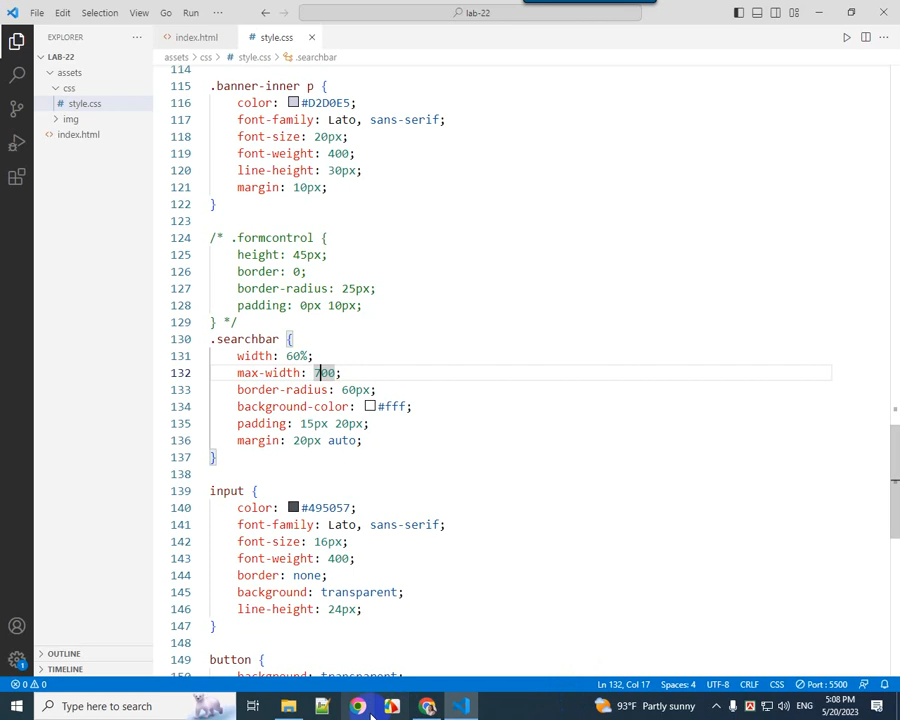 File Edit Selection View Go Run ··· lab-22
EXPLORER ··· index.html style.css
LAB-22 assets > css > style.css > .searchbar
assets
css
style.css
img
index.html
OUTLINE
TIMELINE
114
115 .banner-inner p {
116 color: #D2D0E5;
117 font-family: Lato, sans-serif;
118 font-size: 20px;
119 font-weight: 400;
120 line-height: 30px;
121 margin: 10px;
122 }
123
124 /* .formcontrol {
125 height: 45px;
126 border: 0;
127 border-radius: 25px;
128 padding: 0px 10px;
129 } */
130 .searchbar {
131 width: 60%;
132 max-width: 700;
133 border-radius: 60px;
134 background-color: #fff;
135 padding: 15px 20px;
136 margin: 20px auto;
137 }
138
139 input {
140 color: #495057;
141 font-family: Lato, sans-serif;
142 font-size: 16px;
143 font-weight: 400;
144 border: none;
145 background: transparent;
146 line-height: 24px;
147 }
148
149 button {
150 background: transparent;
1
0 0 Ln 132, Col 17 Spaces: 4 UTF-8 CRLF CSS Port : 5500
Type here to search 93°F Partly sunny ENG 5:08 PM
5/20/2023